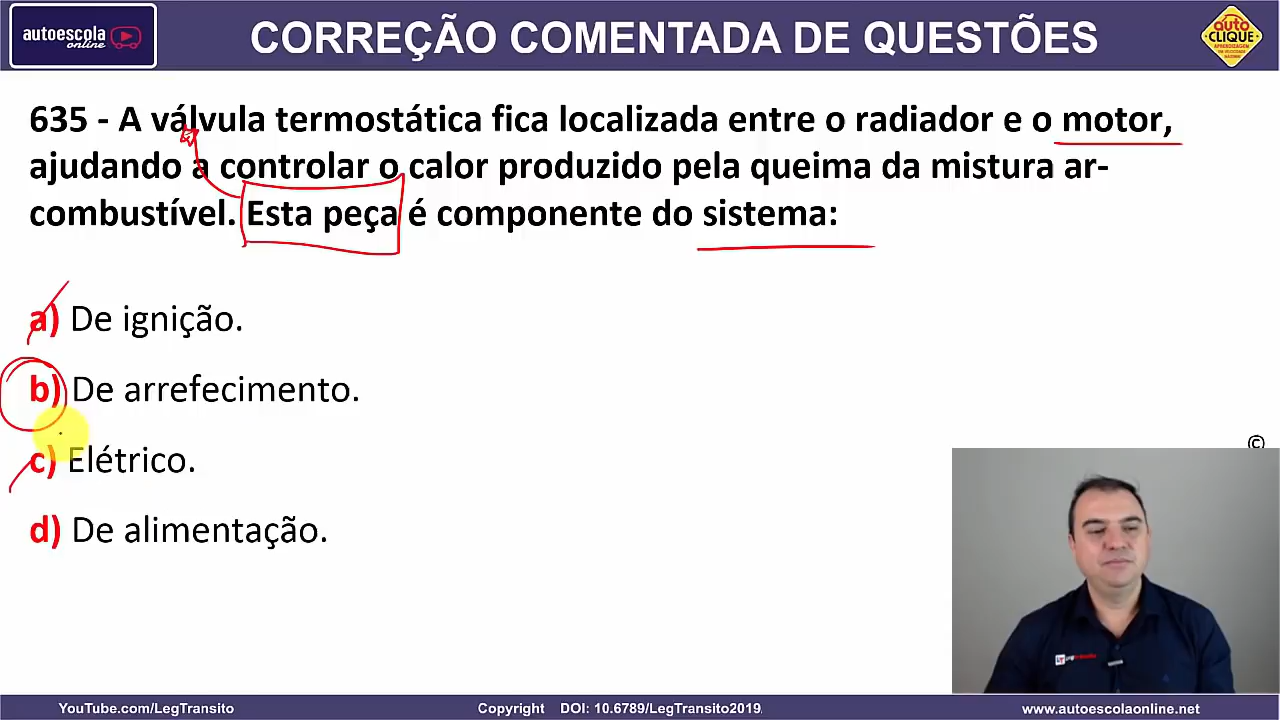 autoescola
online
CORREÇÃO COMENTADA DE QUESTÕES
auto
CLIQUE
635 - A válvula termostática fica localizada entre o radiador e o motor,
ajudando a controlar o calor produzido pela queima da mistura ar-
combustível. Esta peça é componente do sistema:
a) De ignição.
b) De arrefecimento.
c) Elétrico.
d) De alimentação.
©
YouTube.com/LegTransito
Copyright DOI: 10.6789/LegTransito2019
www.autoescolaonline.net